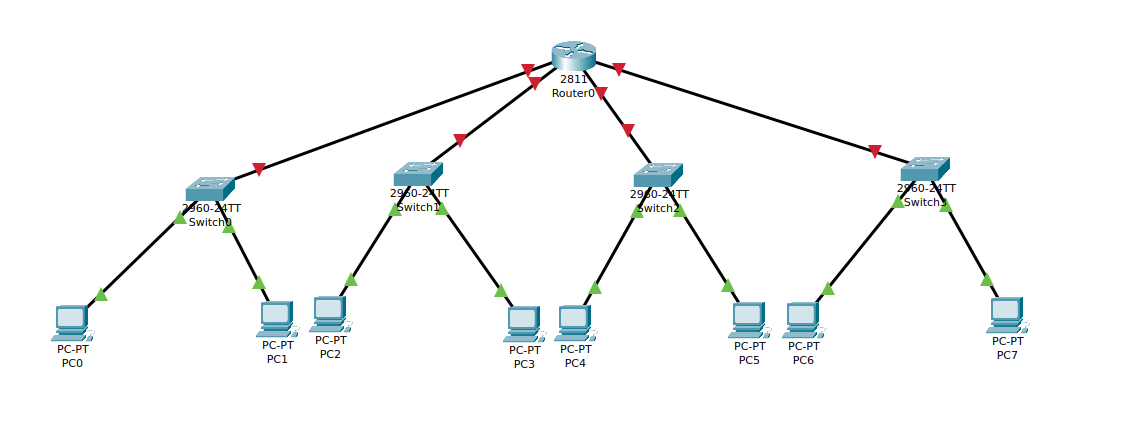 2811
Router0
2960-24TT
Switch0
2960-24TT
Switch1
2960-24TT
Switch2
2960-24TT
Switch3
PC-PT
PC0
PC-PT
PC1
PC-PT
PC2
PC-PT
PC3
PC-PT
PC4
PC-PT
PC5
PC-PT
PC6
PC-PT
PC7